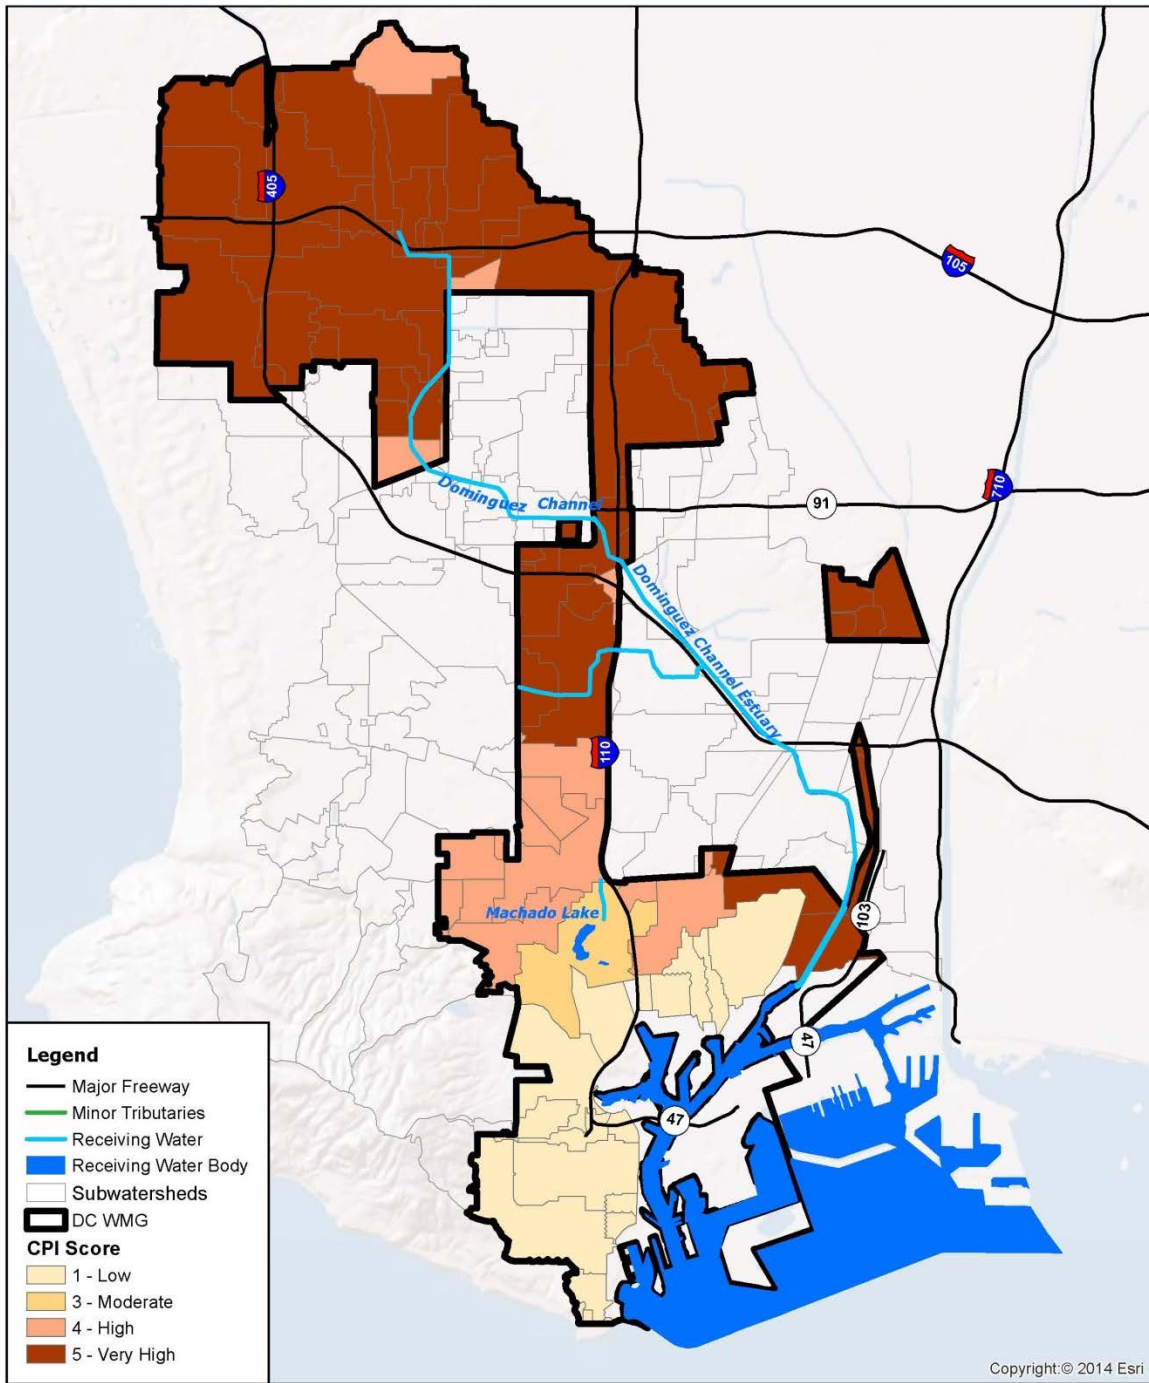 405
105
710
Dominguez Channel
91
Dominguez Channel Estuary
110
Machado Lake
103
47
47
Legend
Major Freeway
Minor Tributaries
Receiving Water
Receiving Water Body
Subwatersheds
DC WMG
CPI Score
1 - Low
3 - Moderate
4 - High
5 - Very High
Copyright:© 2014 Esri